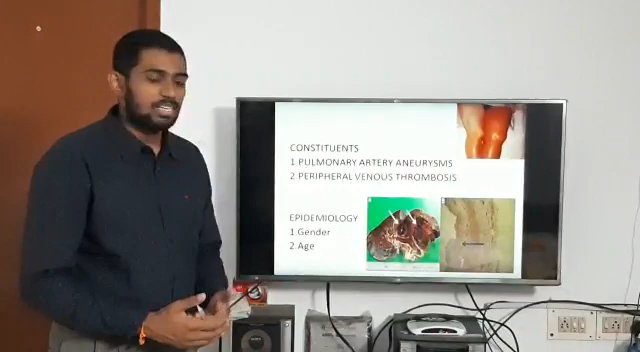 CONSTITUENTS
1 PULMONARY ARTERY ANEURYSMS
2 PERIPHERAL VENOUS THROMBOSIS
EPIDEMIOLOGY
1.Gender
2.Age